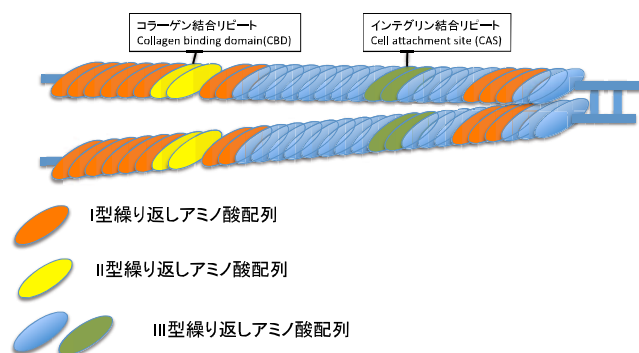 コラーゲン結合リピート
Collagen binding domain(CBD)
インテグリン結合リピート
Cell attachment site (CAS)
I型繰り返しアミノ酸配列
II型繰り返しアミノ酸配列
III型繰り返しアミノ酸配列